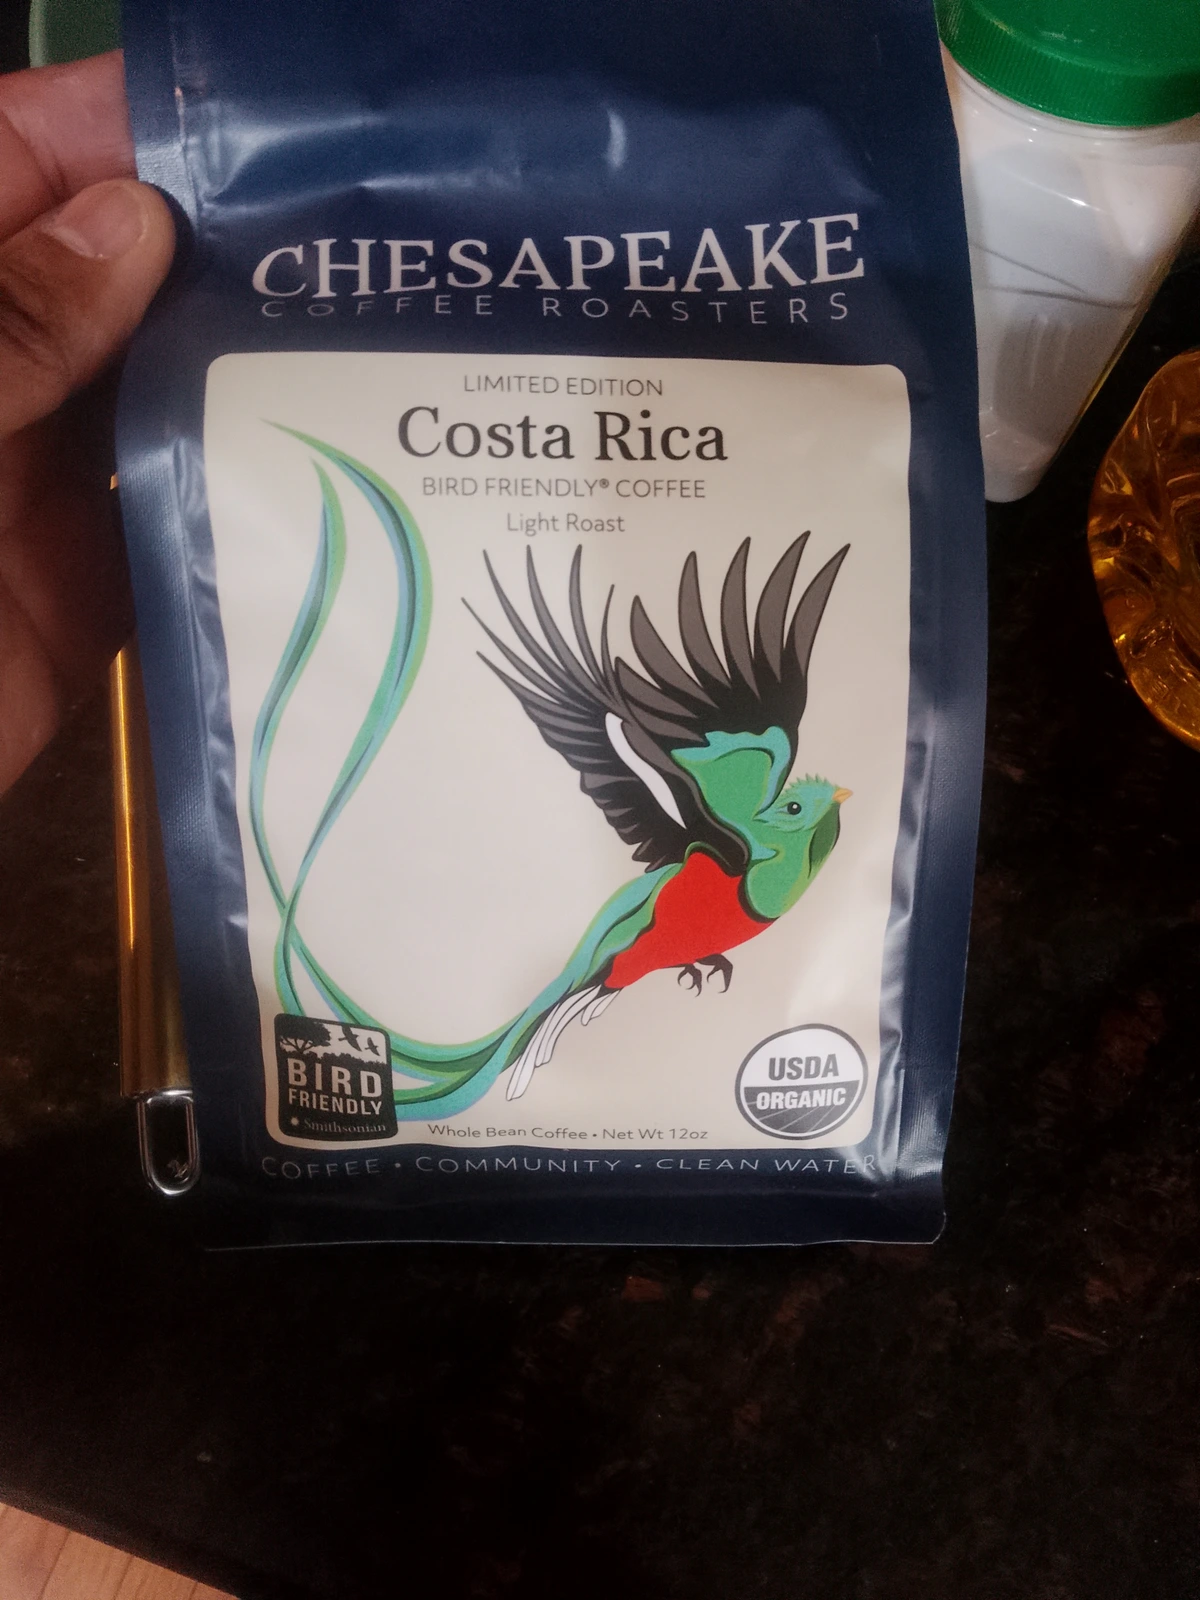 CHESAPEAKE
COFFEE ROASTERS
LIMITED EDITION
Costa Rica
BIRD FRIENDLY® COFFEE
Light Roast
BIRD
FRIENDLY
Smithsonian
USDA
ORGANIC
Whole Bean Coffee • Net Wt 12oz
COFFEE • COMMUNITY • CLEAN WATER